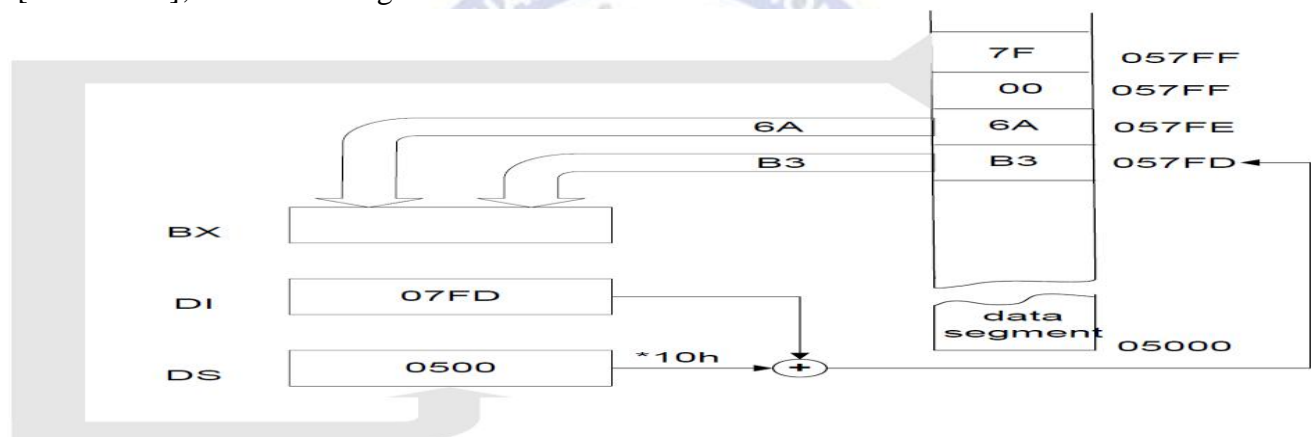 7F 057FF
00 057FF
6A 6A 057FE
B3 B3 057FD
BX
DI 07FD
data
segment
05000
DS 0500 *10h +